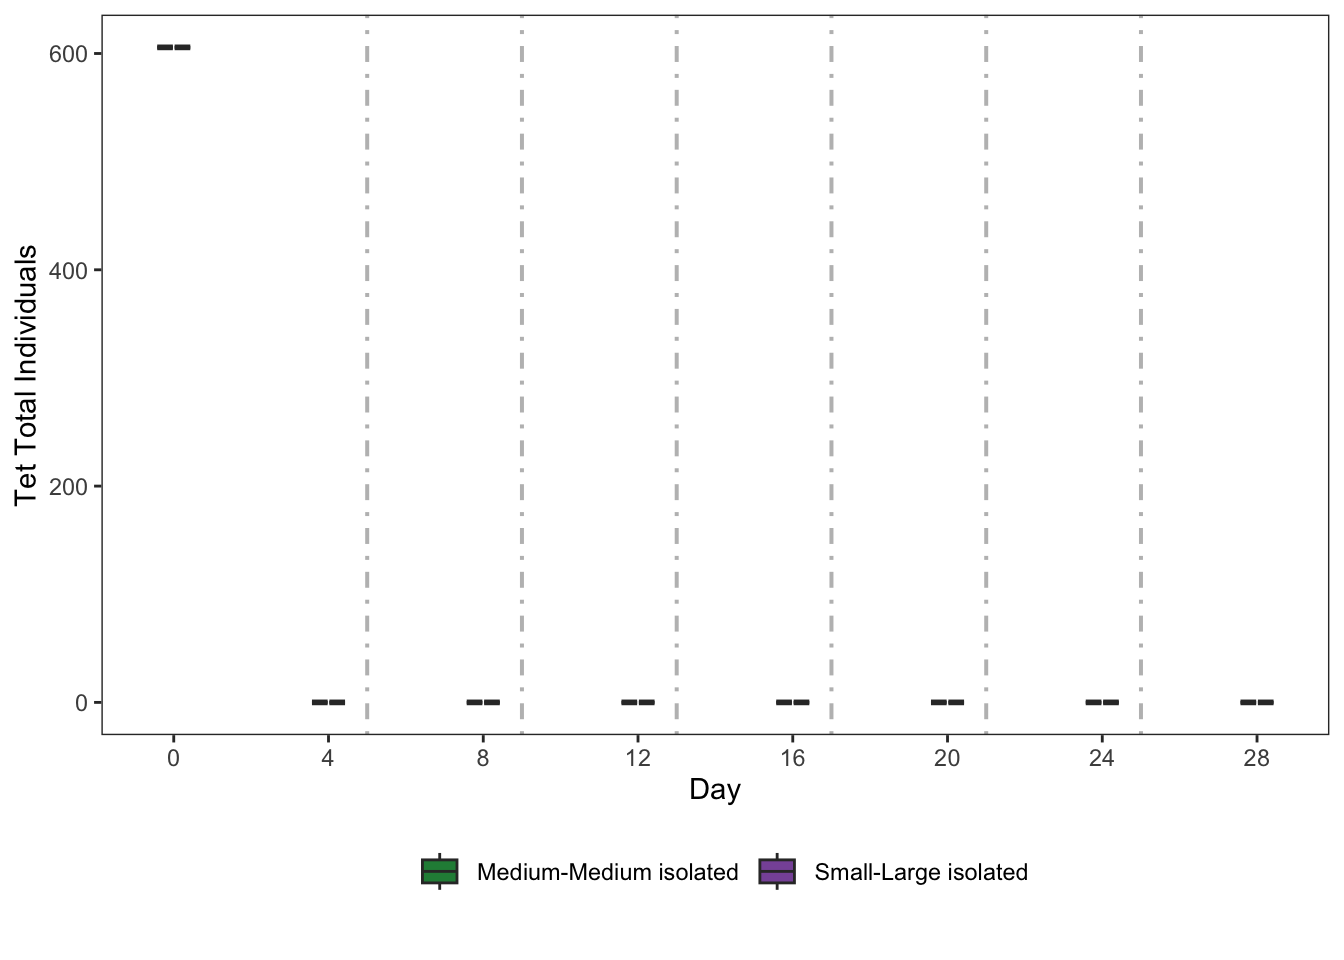 Tet Total Individuals
600
400
200
0
0 4 8 12 16 20 24 28
Day
Medium-Medium isolated Small-Large isolated